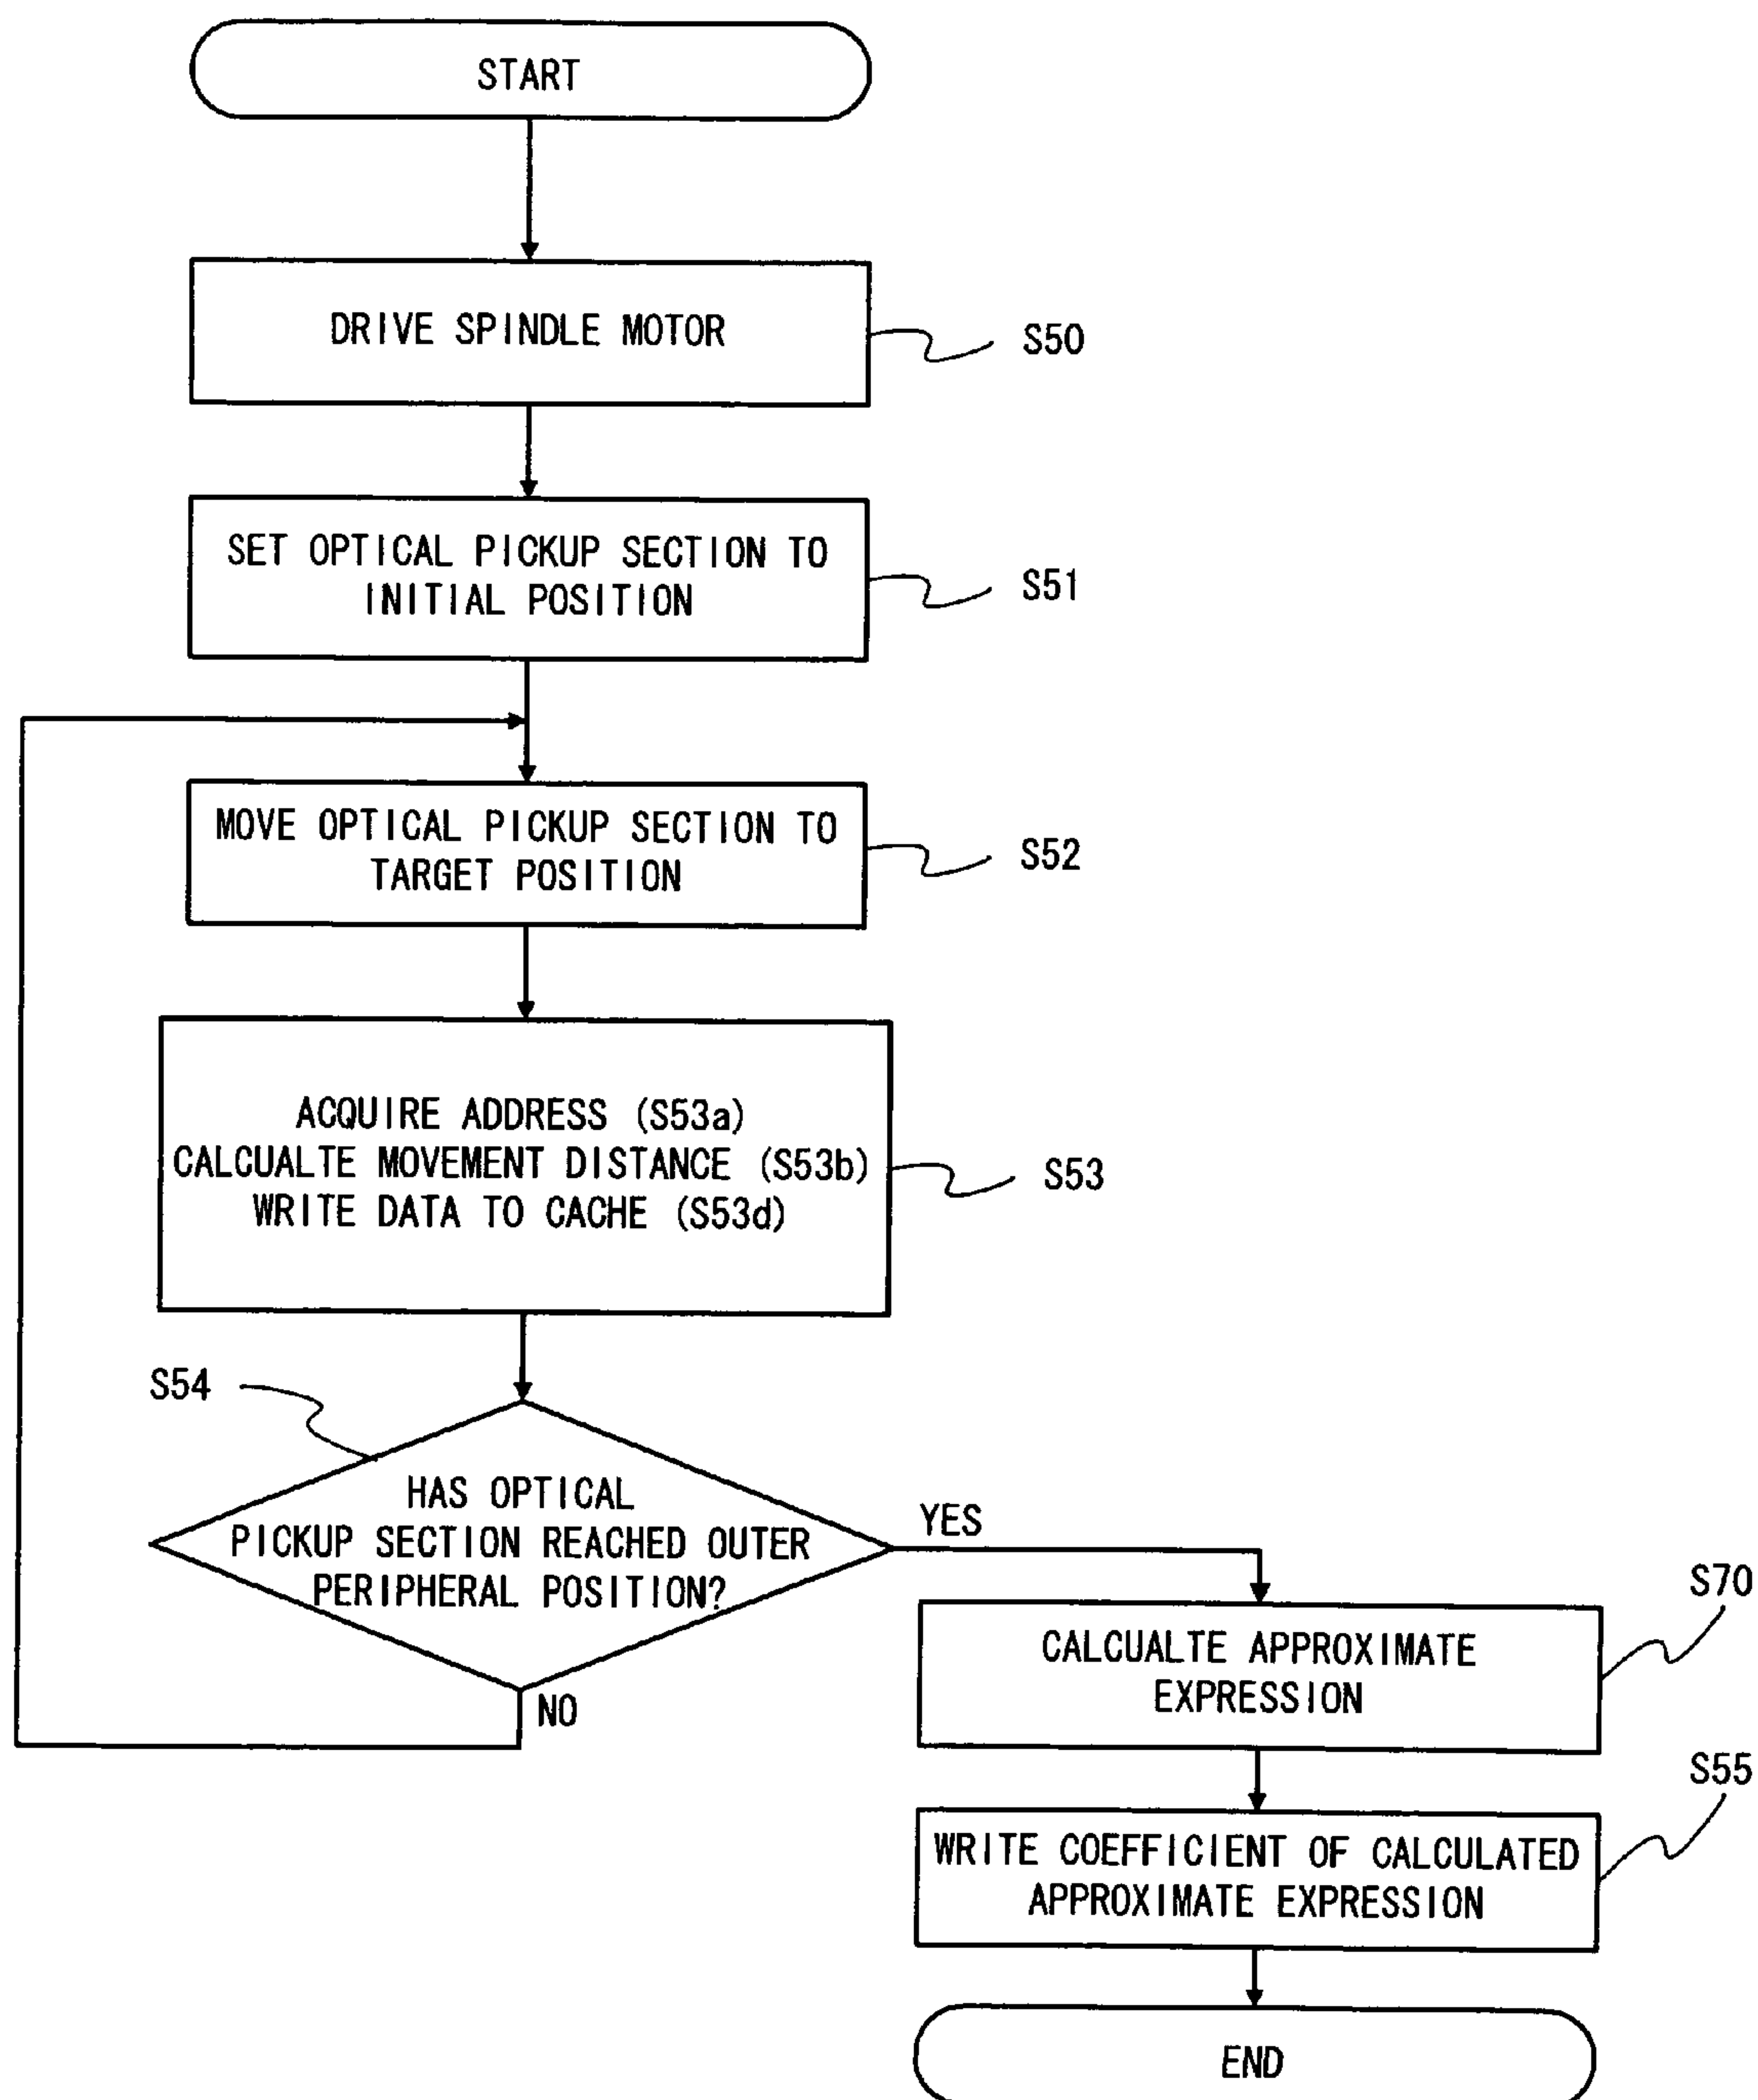 START
DRIVE SPINDLE MOTOR
S50
SET OPTICAL PICKUP SECTION TO
INITIAL POSITION
S51
MOVE OPTICAL PICKUP SECTION TO
TARGET POSITION
S52
ACQUIRE ADDRESS (S53a)
CALCUALTE MOVEMENT DISTANCE (S53b)
WRITE DATA TO CACHE (S53d)
S53
S54
HAS OPTICAL
PICKUP SECTION REACHED OUTER
PERIPHERAL POSITION?
YES
NO
S70
CALCUALTE APPROXIMATE
EXPRESSION
S55
WRITE COEFFICIENT OF CALCULATED
APPROXIMATE EXPRESSION
END